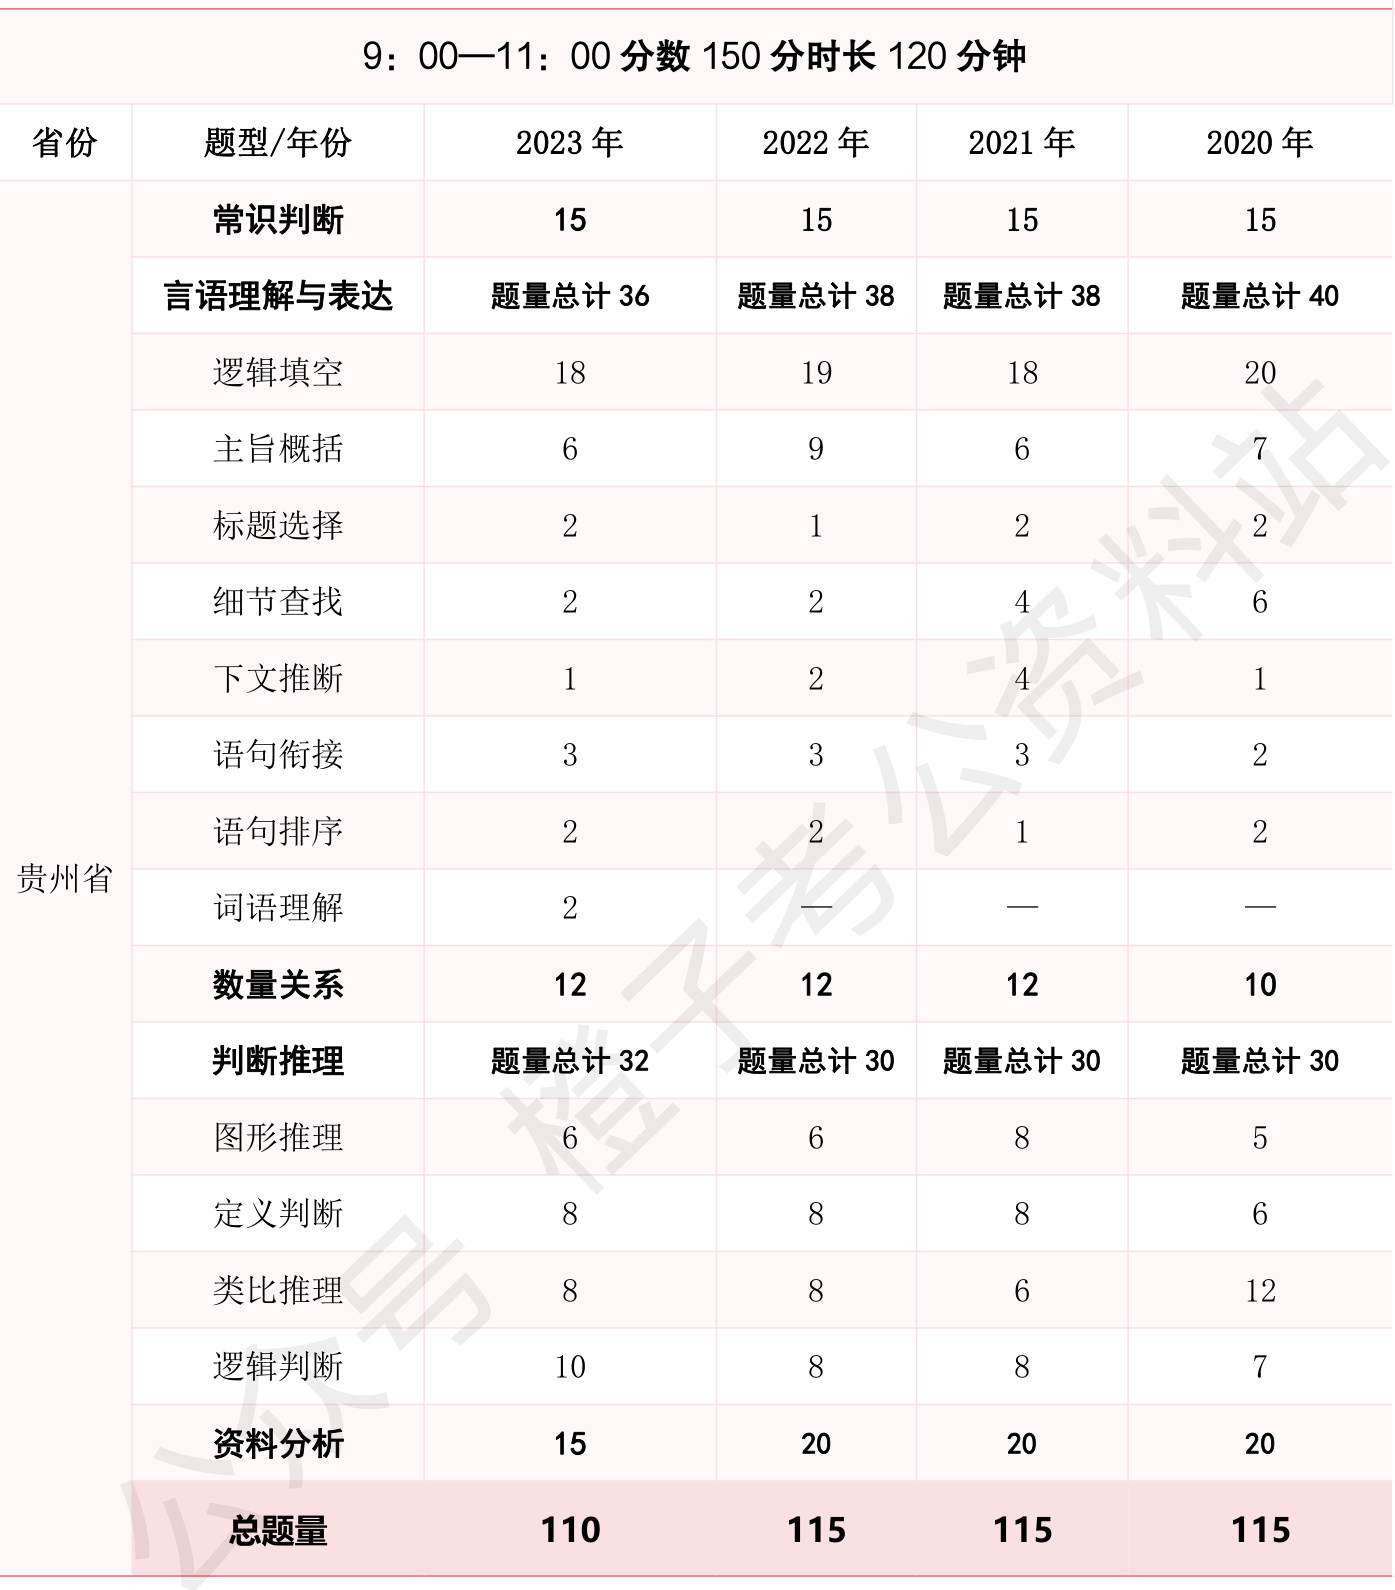 9：00—11：00 分数 150 分时长 120 分钟
省份 题型/年份 2023 年 2022 年 2021 年 2020 年
常识判断 15 15 15 15
言语理解与表达 题量总计 36 题量总计 38 题量总计 38 题量总计 40
逻辑填空 18 19 18 20
主旨概括 6 9 6 7
标题选择 2 1 2 2
细节查找 2 2 4 6
下文推断 1 2 4 1
语句衔接 3 3 3 2
语句排序 2 2 1 2
贵州省
词语理解 2 — — —
数量关系 12 12 12 10
判断推理 题量总计 32 题量总计 30 题量总计 30 题量总计 30
图形推理 6 6 8 5
定义判断 8 8 8 6
类比推理 8 8 6 12
逻辑判断 10 8 8 7
资料分析 15 20 20 20
总题量 110 115 115 115
公众号 橙子考公资料站